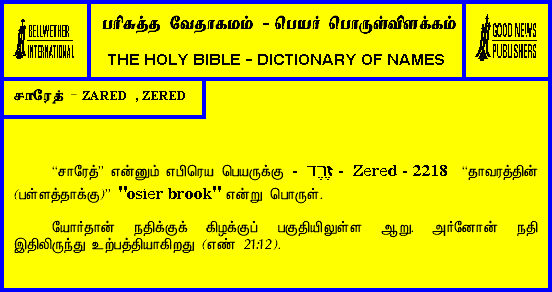 BELLWETHER
INTERNATIONAL
பரிசுத்த வேதாகமம் - பெயர் பொருள்விளக்கம்
THE HOLY BIBLE - DICTIONARY OF NAMES
GOOD NEWS
PUBLISHERS
சாரேத் - ZARED , ZERED
“சாரேத்” என்னும் எபிரெய பெயருக்கு - זֶרֶד - Zered - 2218 “தாவரத்தின்
(பள்ளத்தாக்கு)” "osier brook" என்று பொருள்.
யோர்தான் நதிக்குக் கிழக்குப் பகுதியிலுள்ள ஆறு. அர்னோன் நதி
இதிலிருந்து உற்பத்தியாகிறது (எண் 21:12).